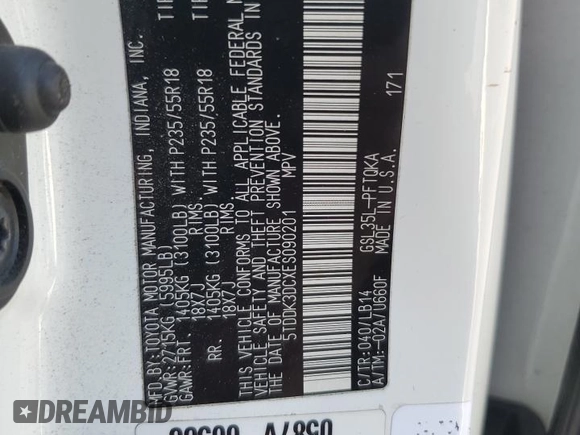 MFD.BY:TOYOTA MOTOR MANUFACTURING, INDIANA, INC.
GVWR:2715KG (5995LB)
GAWR:FRT. 1405KG (3100LB) WITH P235/55R18 TIR
18X7J RIMS,
RR. 1405KG (3100LB) WITH P235/55R18 TIR
18X7J RIMS,
THIS VEHICLE CONFORMS TO ALL APPLICABLE FEDERAL M
VEHICLE SAFETY AND THEFT PREVENTION STANDARDS IN
THE DATE OF MANUFACTURE SHOWN ABOVE.
5TDDK3DCXES090201 MPV
171
C/TR:040/LB14 GSL35L-PFTQKA
A/TM:-02A/U660F MADE IN U.S.A.
0587A
DREAMBID